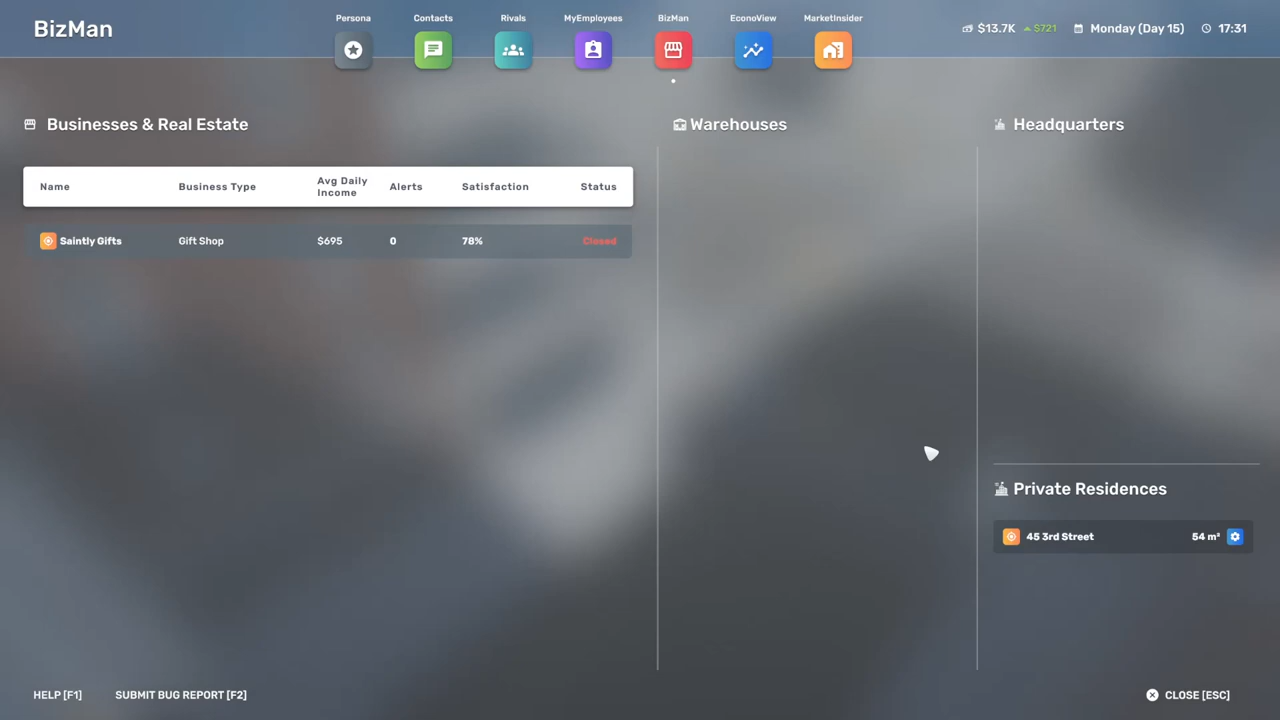 BizMan
Persona
Contacts
Rivals
MyEmployees
BizMan
EconoView
MarketInsider
$13.7K
$721
Monday (Day 15)
17:31
Businesses & Real Estate
Warehouses
Headquarters
Name
Business Type
Avg Daily
Income
Alerts
Satisfaction
Status
Saintly Gifts
Gift Shop
$695
0
78%
Closed
Private Residences
45 3rd Street
54 m²
HELP [F1]
SUBMIT BUG REPORT [F2]
CLOSE [ESC]